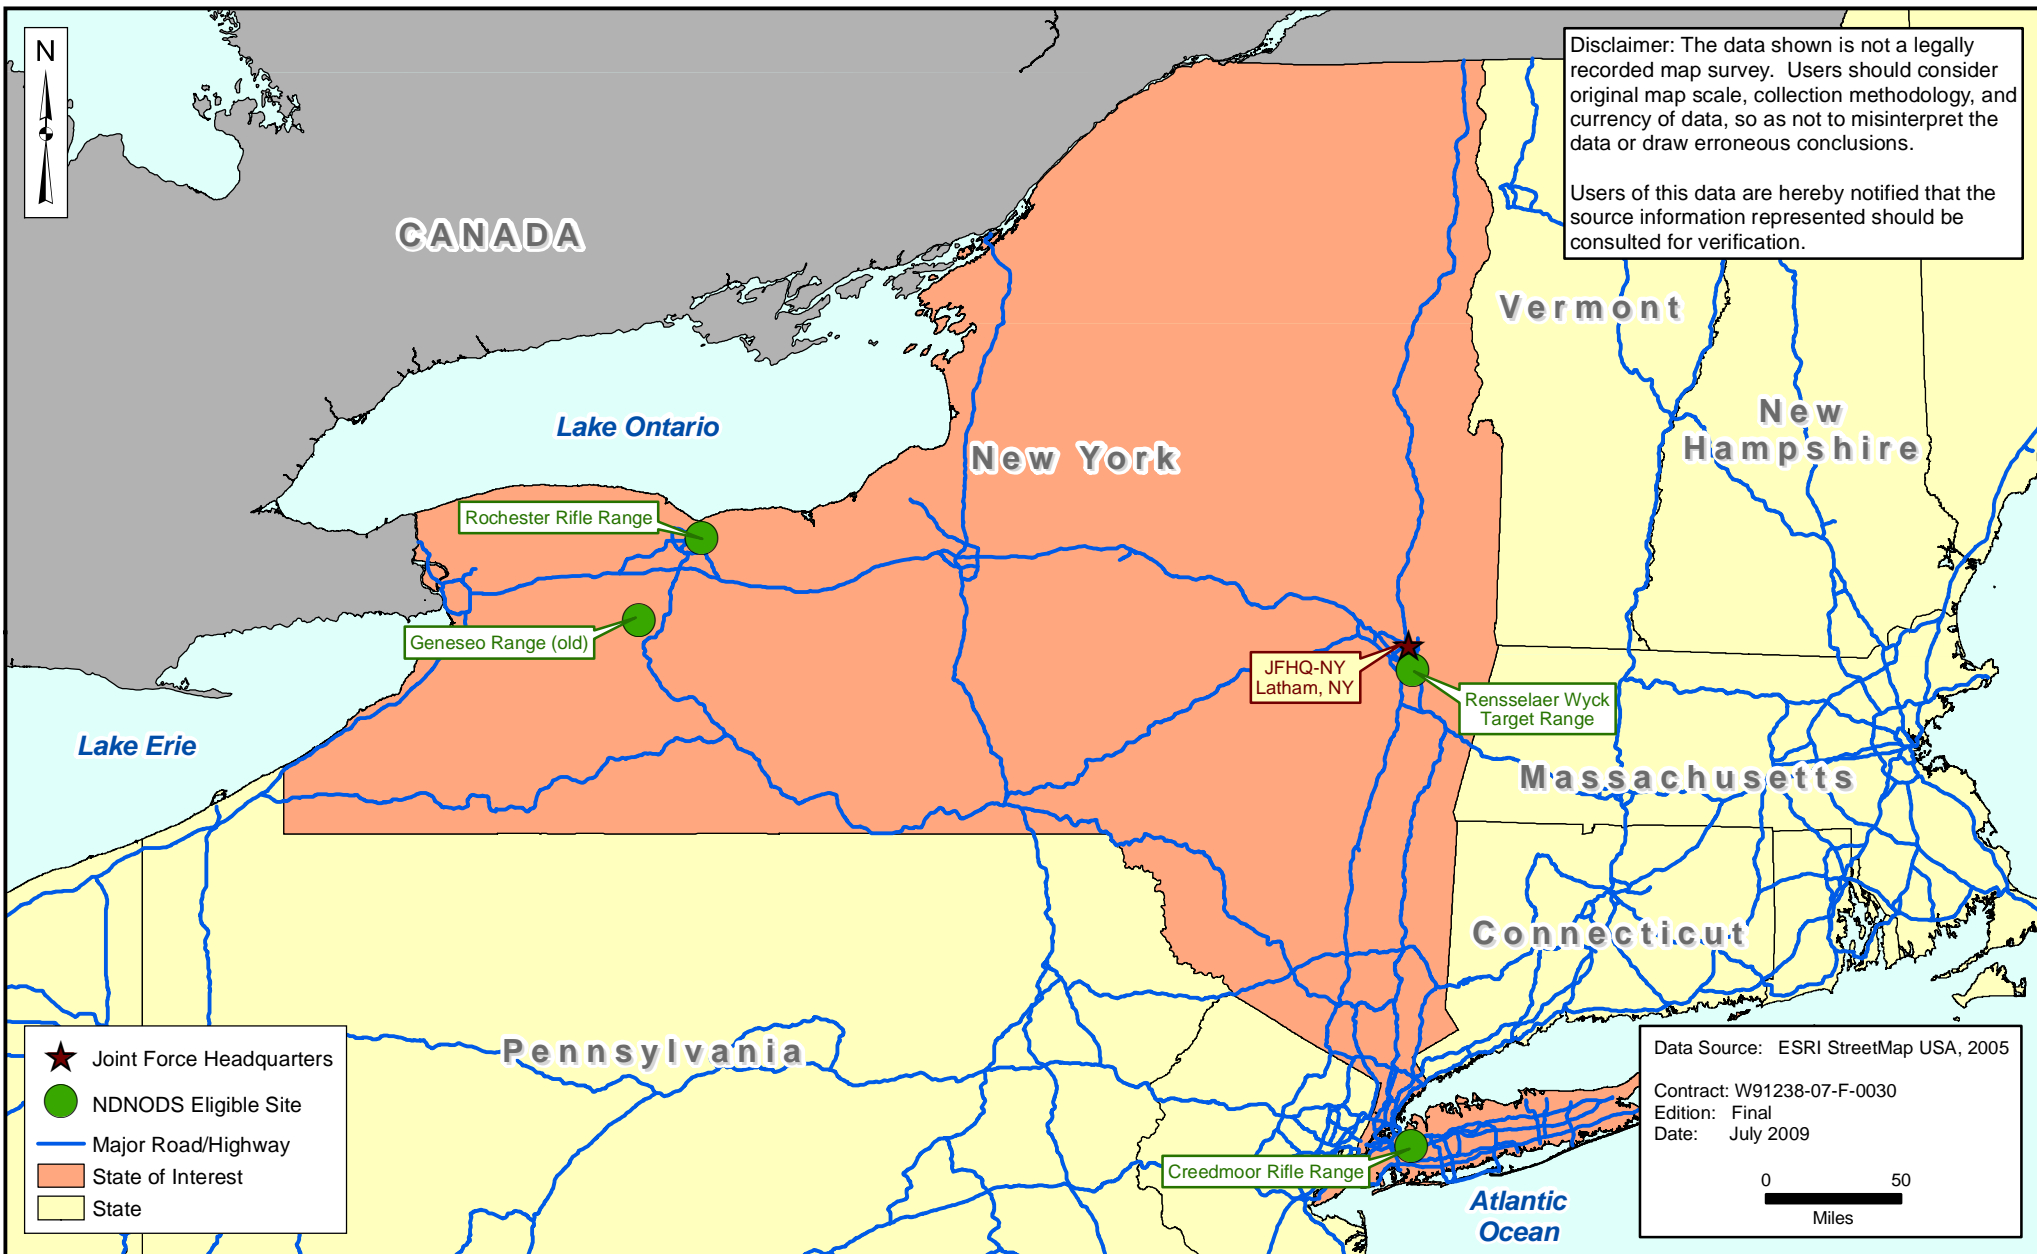 N
Disclaimer: The data shown is not a legally
recorded map survey.  Users should consider
original map scale, collection methodology, and
currency of data, so as not to misinterpret the
data or draw erroneous conclusions.
Users of this data are hereby notified that the
source information represented should be
consulted for verification.
CANADA
Vermont
New
Hampshire
Lake Ontario
New York
Rochester Rifle Range
Geneseo Range (old)
JFHQ-NY
Latham, NY
Rensselaer Wyck
Target Range
Lake Erie
Massachusetts
Connecticut
Pennsylvania
Creedmoor Rifle Range
Atlantic
Ocean
Joint Force Headquarters
NDNODS Eligible Site
Major Road/Highway
State of Interest
State
Data Source:   ESRI StreetMap USA, 2005
Contract: W91238-07-F-0030
Edition:   Final
Date:      July 2009
0 50
Miles